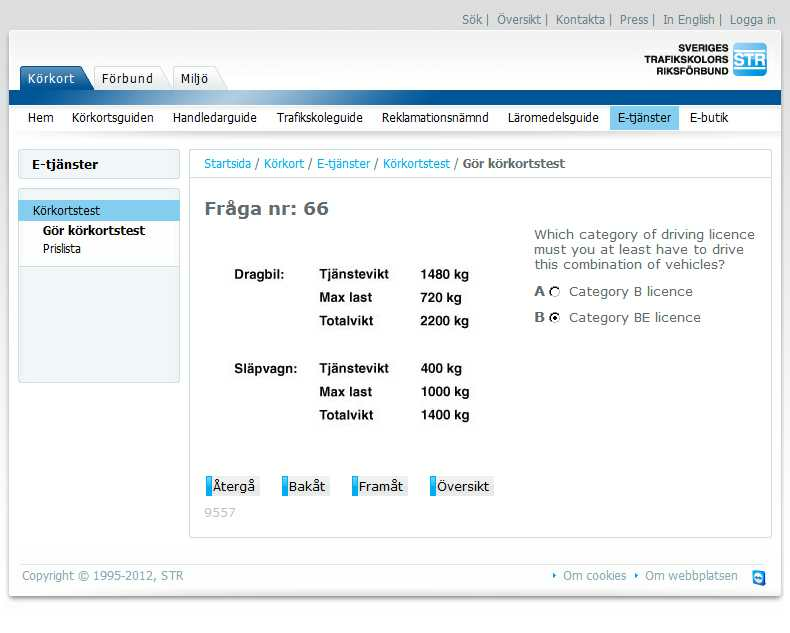 Sök | Översikt | Kontakta | Press | In English | Logga in
SVERIGES
TRAFIKSKOLORS
RIKSFÖRBUND
STR
Körkort Förbund Miljö
Hem Körkortsguiden Handledarguide Trafikskoleguide Reklamationsnämnd Läromedelsguide E-tjänster E-butik
E-tjänster
Körkortstest
Gör körkortstest
Prislista
Startsida / Körkort / E-tjänster / Körkortstest / Gör körkortstest
Fråga nr: 66
Dragbil: Tjänstevikt 1480 kg
Max last 720 kg
Totalvikt 2200 kg
Släpvagn: Tjänstevikt 400 kg
Max last 1000 kg
Totalvikt 1400 kg
Which category of driving licence
must you at least have to drive
this combination of vehicles?
A Category B licence
B Category BE licence
Återgå Bakåt Framåt Översikt
9557
Copyright © 1995-2012, STR
Om cookies Om webbplatsen